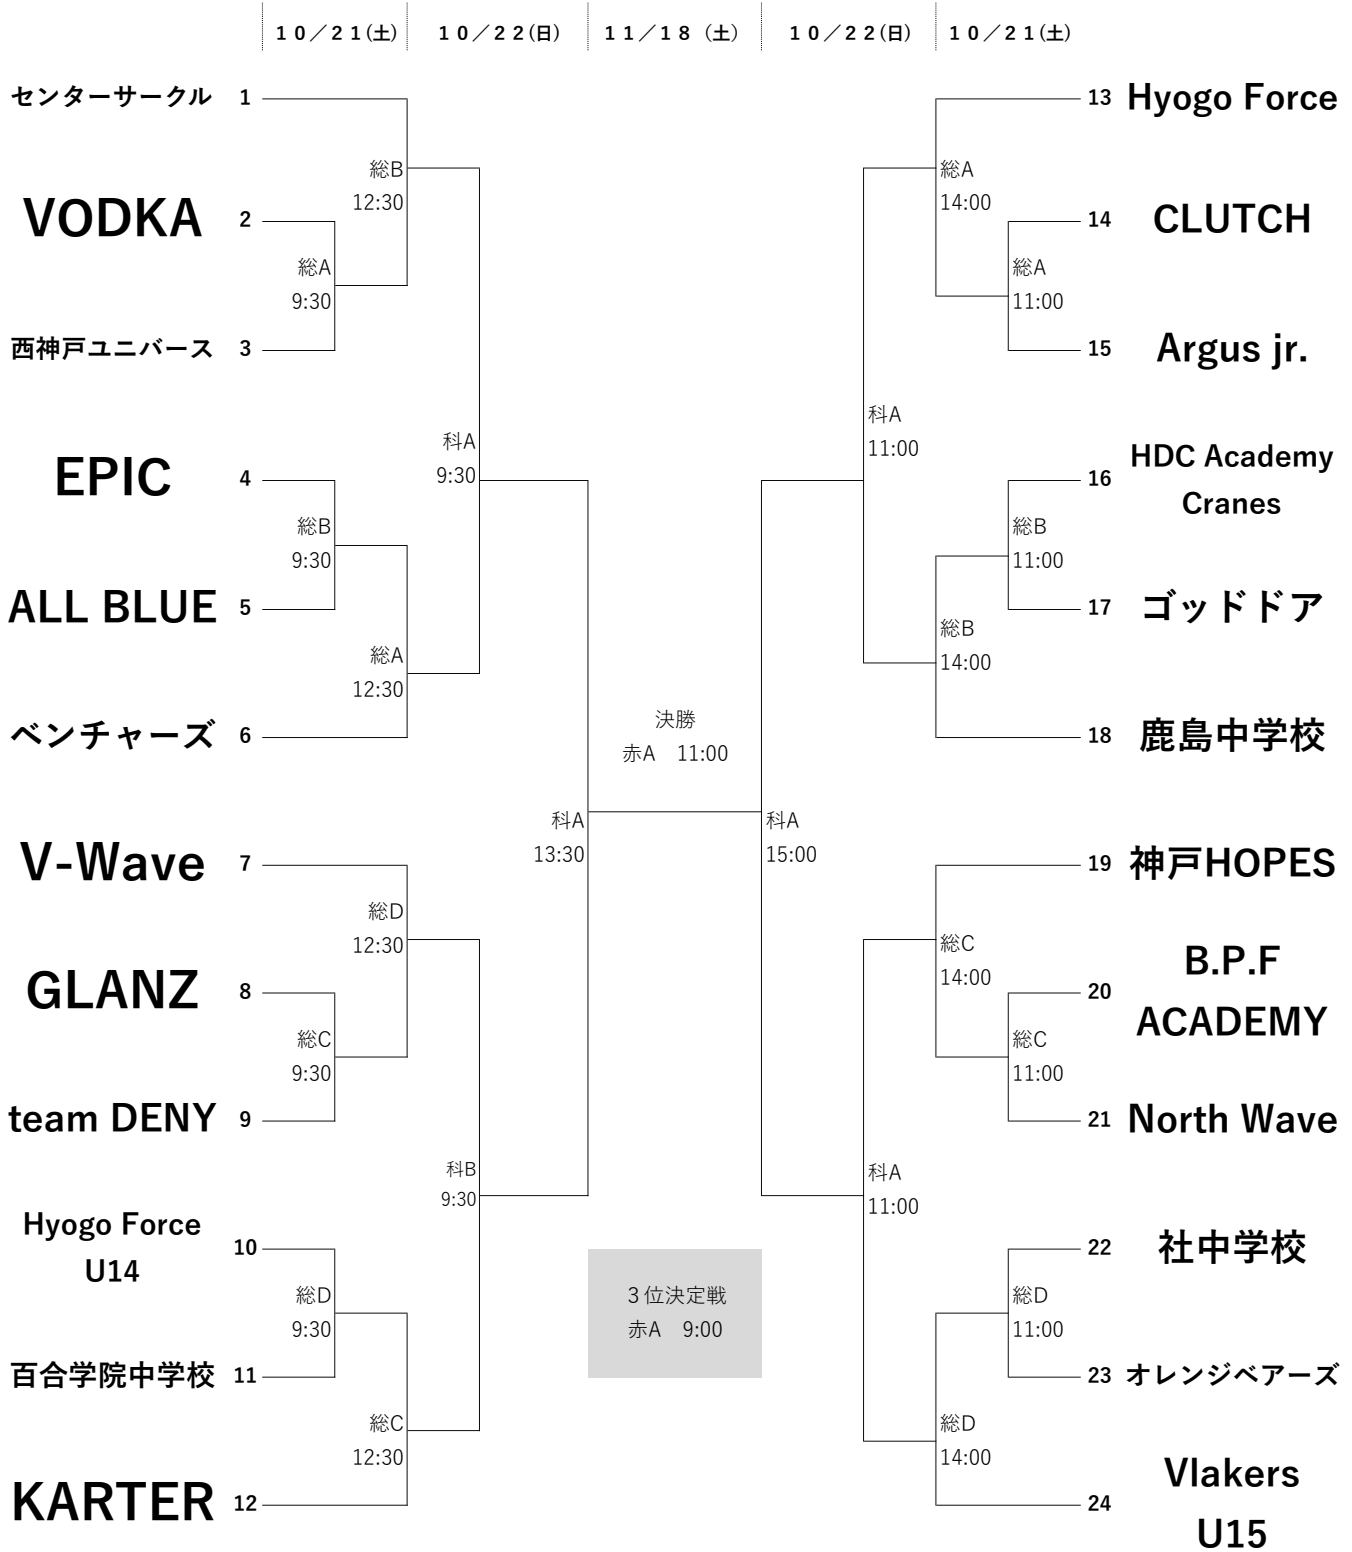 １０／２１(土)
１０／２２(日)
１１／１８（土）
１０／２２(日)
１０／２１(土)
センターサークル 1
総B
12:30
VODKA 2
総A
9:30
西神戸ユニバース 3
科A
9:30
EPIC 4
総B
9:30
ALL BLUE 5
総A
12:30
ベンチャーズ 6
科A
13:30
V-Wave 7
総D
12:30
GLANZ 8
総C
9:30
team DENY 9
科B
9:30
Hyogo Force
U14
10
総D
9:30
百合学院中学校 11
総C
12:30
KARTER 12
決勝
赤A　11:00
３位決定戦
赤A　9:00
13 Hyogo Force
総A
14:00
14 CLUTCH
総A
11:00
15 Argus jr.
科A
11:00
16
HDC Academy
Cranes
総B
11:00
17 ゴッドドア
総B
14:00
18 鹿島中学校
科A
15:00
19 神戸HOPES
総C
14:00
20
B.P.F
ACADEMY
総C
11:00
21 North Wave
科A
11:00
22 社中学校
総D
11:00
23 オレンジベアーズ
総D
14:00
24
Vlakers
U15